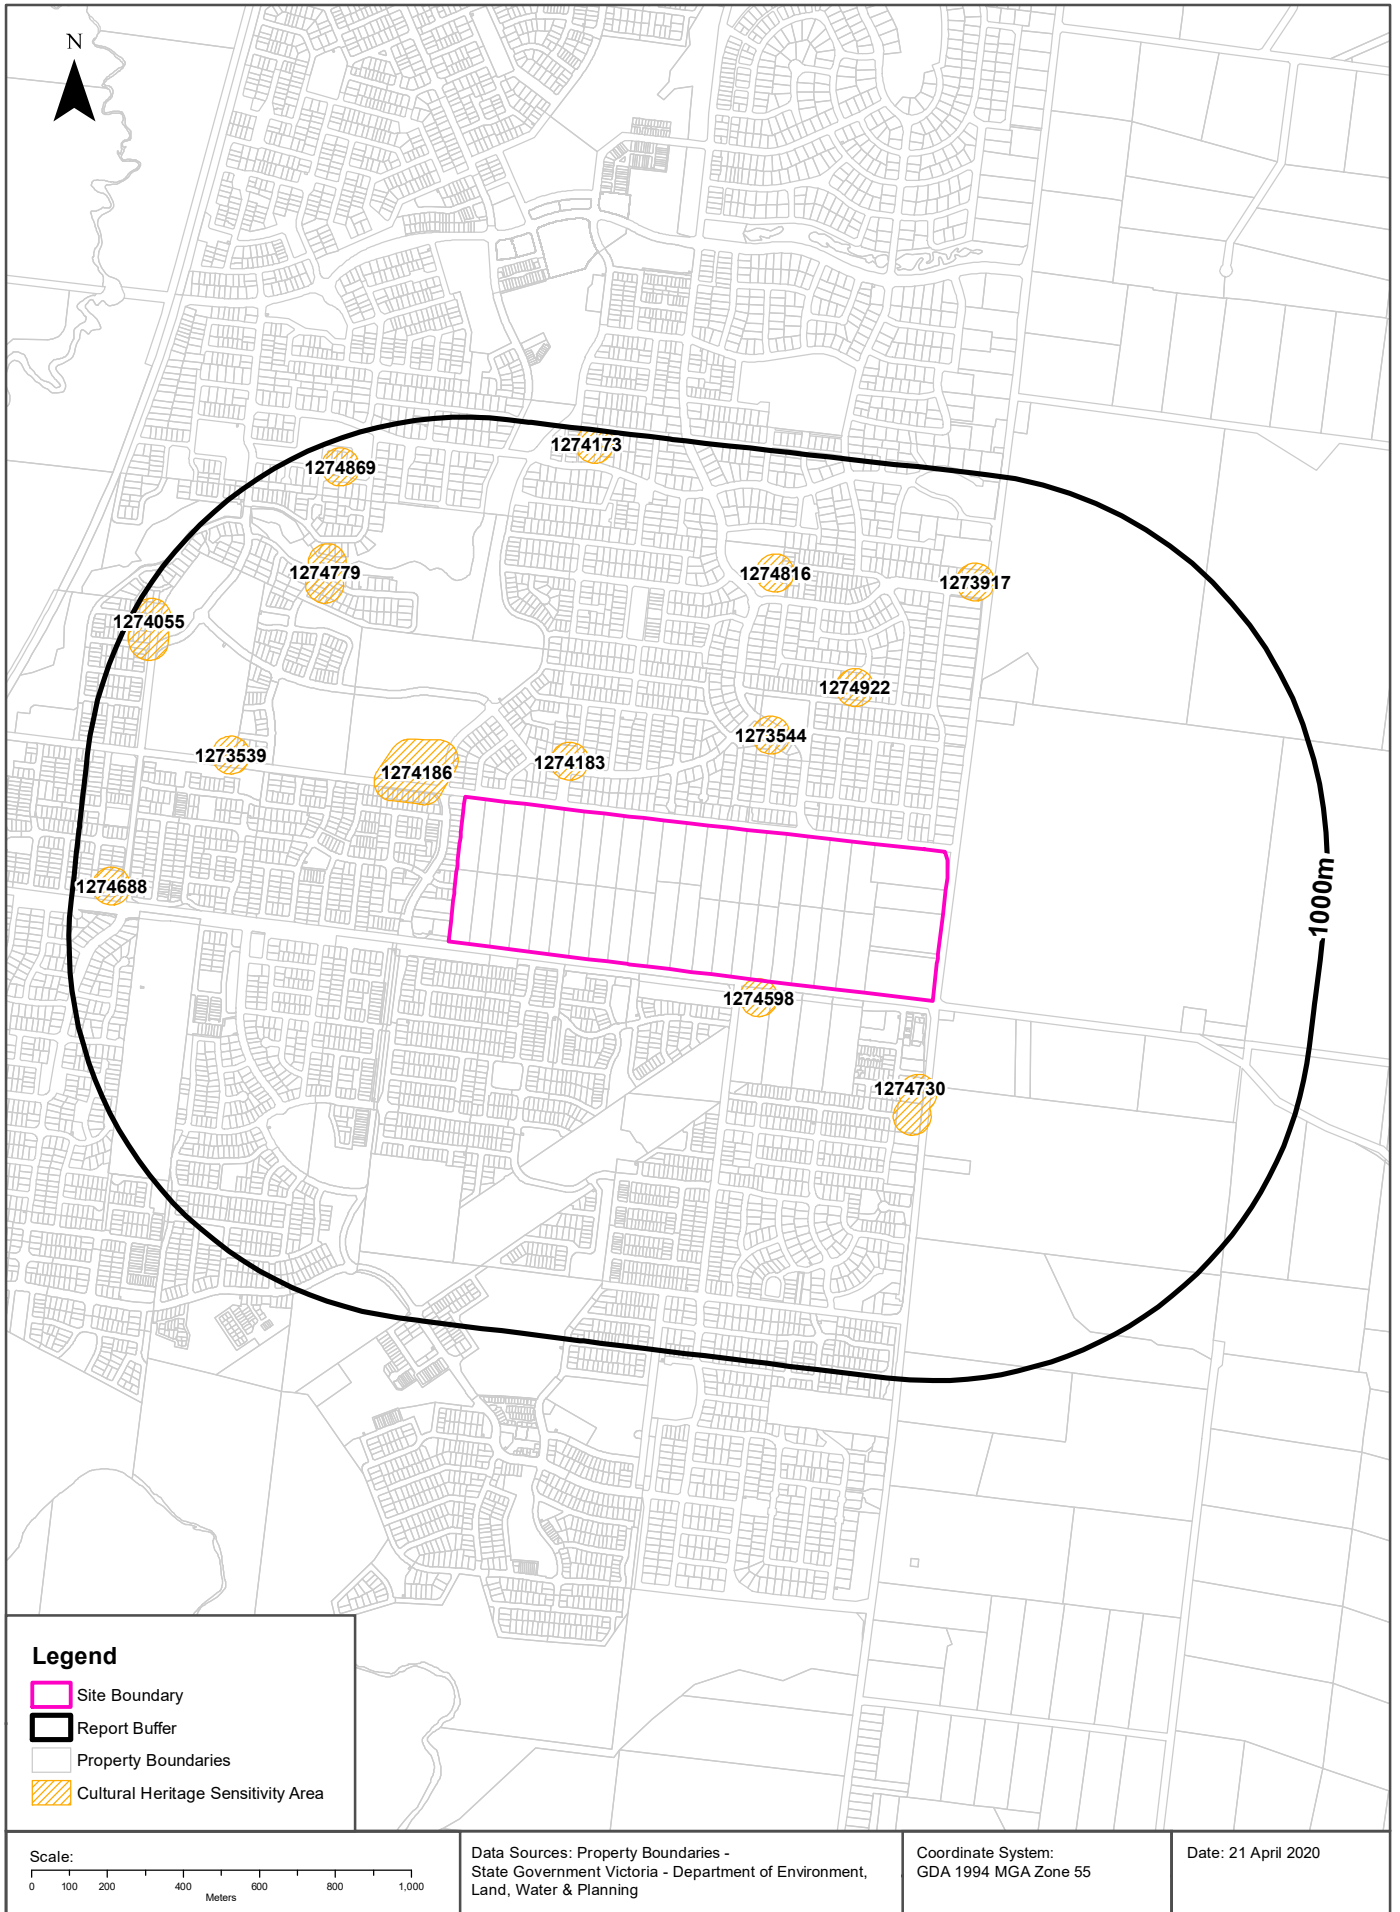 N
1274173
1274869
1274779
1274816
1273917
1274055
1274922
1273544
1273539
1274183
1274186
1274688
1000m
1274598
1274730
Legend
Site Boundary
Report Buffer
Property Boundaries
Cultural Heritage Sensitivity Area
Scale:
0 100 200 400 600 800 1,000
Meters
Data Sources: Property Boundaries -
State Government Victoria - Department of Environment,
Land, Water & Planning
Coordinate System:
GDA 1994 MGA Zone 55
Date: 21 April 2020